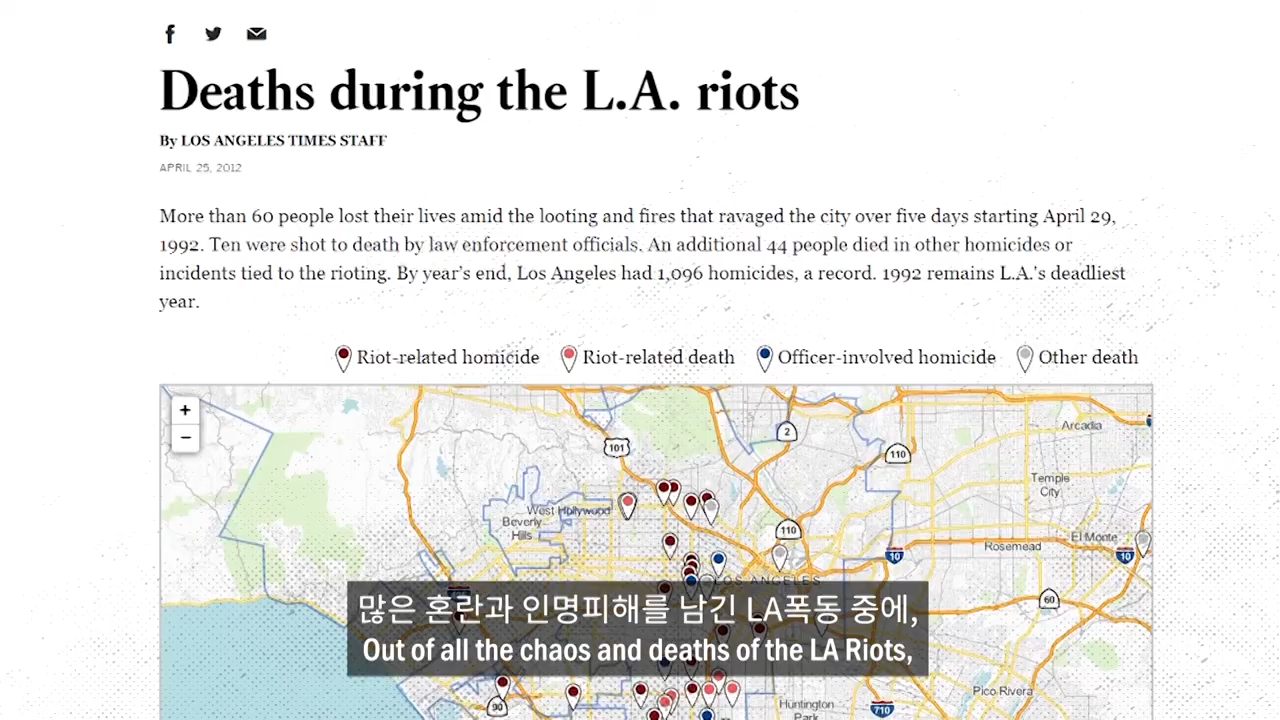 Deaths during the L.A. riots
By LOS ANGELES TIMES STAFF
APRIL 25, 2012
More than 60 people lost their lives amid the looting and fires that ravaged the city over five days starting April 29,
1992. Ten were shot to death by law enforcement officials. An additional 44 people died in other homicides or
incidents tied to the rioting. By year's end, Los Angeles had 1,096 homicides, a record. 1992 remains L.A.'s deadliest
year.
Riot-related homicide Riot-related death Officer-involved homicide Other death
+
−
2
Arcadia
101
110
Temple
City
West Hollywood
Beverly
Hills
110
El Monte
Rosemead
10
10
LOS ANGELES
60
많은 혼란과 인명피해를 남긴 LA폭동 중에,
Out of all the chaos and deaths of the LA Riots,
Pico Rivera
90
Huntington
Park
710